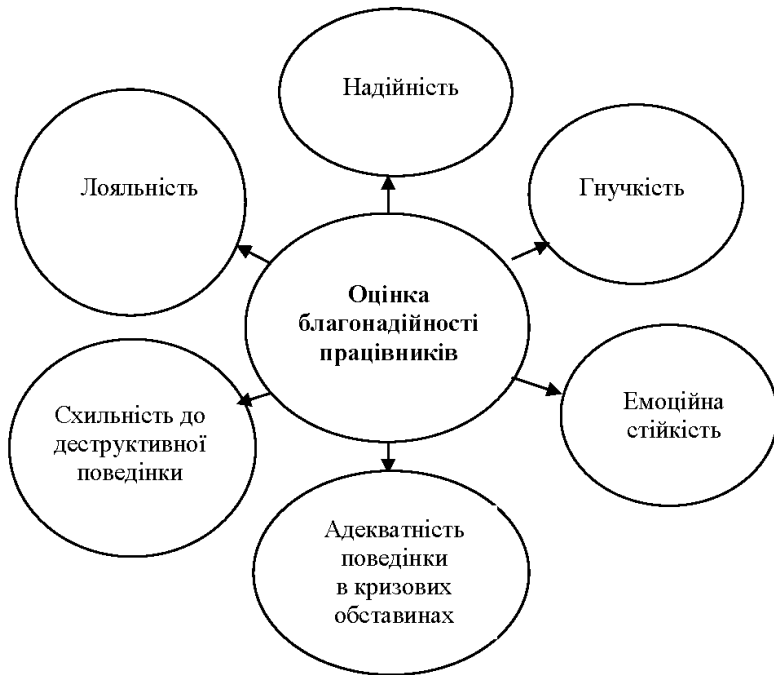 Надійність
Лояльність
Гнучкість
Оцінка
благонадійності
працівників
Схильність до
деструктивної
поведінки
Емоційна
стійкість
Адекватність
поведінки
в кризових
обставинах